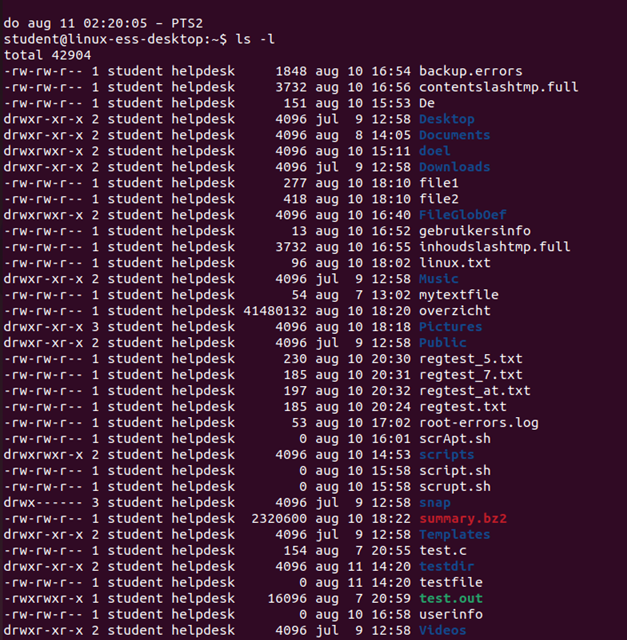 do aug 11 02:20:05 – PTS2
student@linux-ess-desktop:~$ ls -l
total 42904
-rw-rw-r-- 1 student helpdesk     1848 aug 10 16:54 backup.errors
-rw-rw-r-- 1 student helpdesk     3732 aug 10 16:56 contentslashtmp.full
-rw-rw-r-- 1 student helpdesk      151 aug 10 15:53 De
drwxr-xr-x 2 student helpdesk     4096 jul  9 12:58 Desktop
drwxr-xr-x 2 student helpdesk     4096 aug  8 14:05 Documents
drwxrwxr-x 2 student helpdesk     4096 aug 10 15:11 doel
drwxr-xr-x 2 student helpdesk     4096 jul  9 12:58 Downloads
-rw-rw-r-- 1 student helpdesk      277 aug 10 18:10 file1
-rw-rw-r-- 1 student helpdesk      418 aug 10 18:10 file2
drwxrwxr-x 2 student helpdesk     4096 aug 10 16:40 FileGlobOef
-rw-rw-r-- 1 student helpdesk       13 aug 10 16:52 gebruikersinfo
-rw-rw-r-- 1 student helpdesk     3732 aug 10 16:55 inhoudslashtmp.full
-rw-rw-r-- 1 student helpdesk       96 aug 10 18:02 linux.txt
drwxr-xr-x 2 student helpdesk     4096 jul  9 12:58 Music
-rw-rw-r-- 1 student helpdesk       54 aug  7 13:02 mytextfile
-rw-rw-r-- 1 student helpdesk 41480132 aug 10 18:20 overzicht
drwxr-xr-x 3 student helpdesk     4096 aug 10 18:18 Pictures
drwxr-xr-x 2 student helpdesk     4096 jul  9 12:58 Public
-rw-rw-r-- 1 student helpdesk      230 aug 10 20:30 regtest_5.txt
-rw-rw-r-- 1 student helpdesk      185 aug 10 20:31 regtest_7.txt
-rw-rw-r-- 1 student helpdesk      197 aug 10 20:32 regtest_at.txt
-rw-rw-r-- 1 student helpdesk      185 aug 10 20:24 regtest.txt
-rw-rw-r-- 1 student helpdesk       53 aug 10 17:02 root-errors.log
-rw-rw-r-- 1 student helpdesk        0 aug 10 16:01 scrApt.sh
drwxrwxr-x 2 student helpdesk     4096 aug 10 14:53 scripts
-rw-rw-r-- 1 student helpdesk        0 aug 10 15:58 script.sh
-rw-rw-r-- 1 student helpdesk        0 aug 10 15:58 scrupt.sh
drwx------ 3 student helpdesk     4096 jul  9 12:58 snap
-rw-rw-r-- 1 student helpdesk  2320600 aug 10 18:22 summary.bz2
drwxr-xr-x 2 student helpdesk     4096 jul  9 12:58 Templates
-rw-rw-r-- 1 student helpdesk      154 aug  7 20:55 test.c
drwxr-xr-x 2 student helpdesk     4096 aug 11 14:20 testdir
-rw-rw-r-- 1 student helpdesk        0 aug 11 14:20 testfile
-rwxrwxr-x 1 student helpdesk    16096 aug  7 20:59 test.out
-rw-rw-r-- 1 student helpdesk        0 aug 10 16:58 userinfo
drwxr-xr-x 2 student helpdesk     4096 jul  9 12:58 Videos